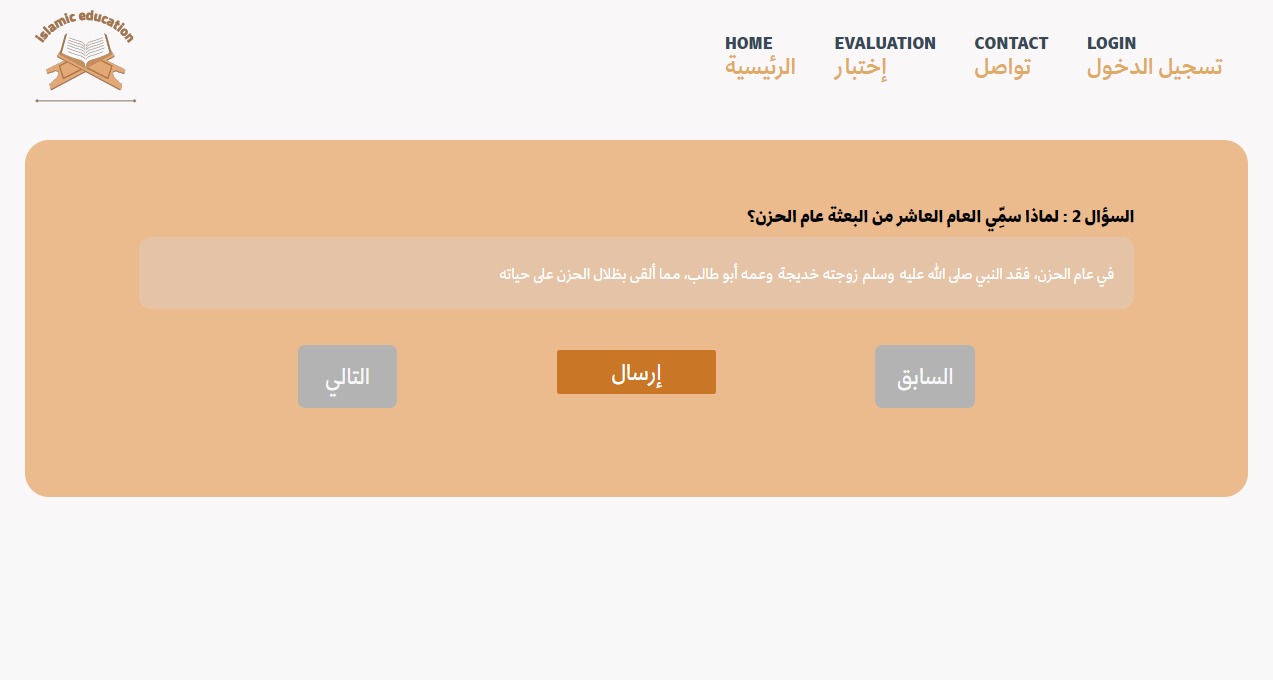 Islamic education
HOME
الرئيسية
EVALUATION
إختبار
CONTACT
تواصل
LOGIN
تسجيل الدخول
السؤال 2 : لماذا سمِّي العام العاشر من البعثة عام الحزن؟
في عام الحزن، فقد النبي صلى الله عليه وسلم زوجته خديجة وعمه أبو طالب، مما ألقى بظلال الحزن على حياته
السابق
إرسال
التالي